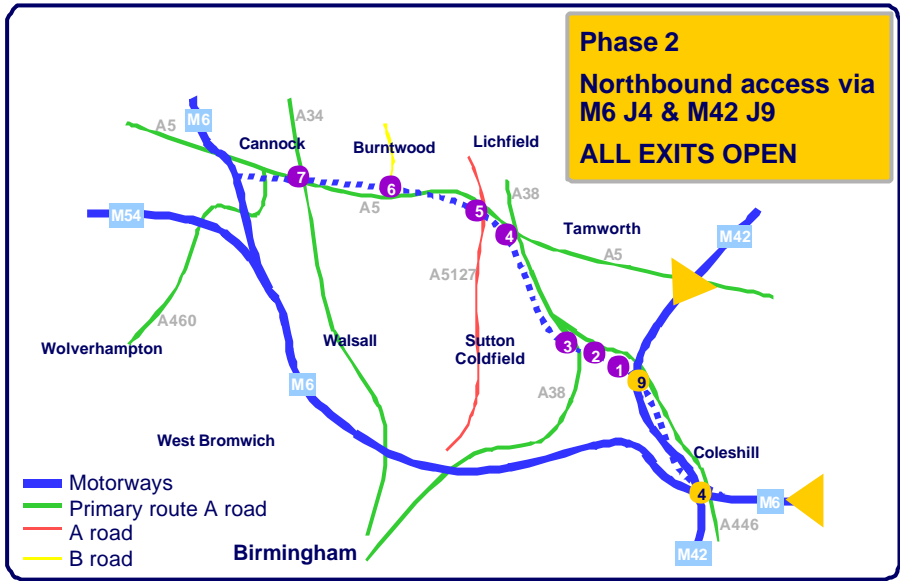 Phase 2
Northbound access via
M6 J4 & M42 J9
ALL EXITS OPEN
M6
A34
A5
Cannock
Burntwood
Lichfield
7
6
A5
A38
5
4
M54
Tamworth
M42
A5
A5127
A460
Wolverhampton
Walsall
Sutton
Coldfield
3
2
1
9
M6
A38
West Bromwich
Coleshill
4
M6
A446
M42
Motorways
Primary route A road
A road
B road
Birmingham